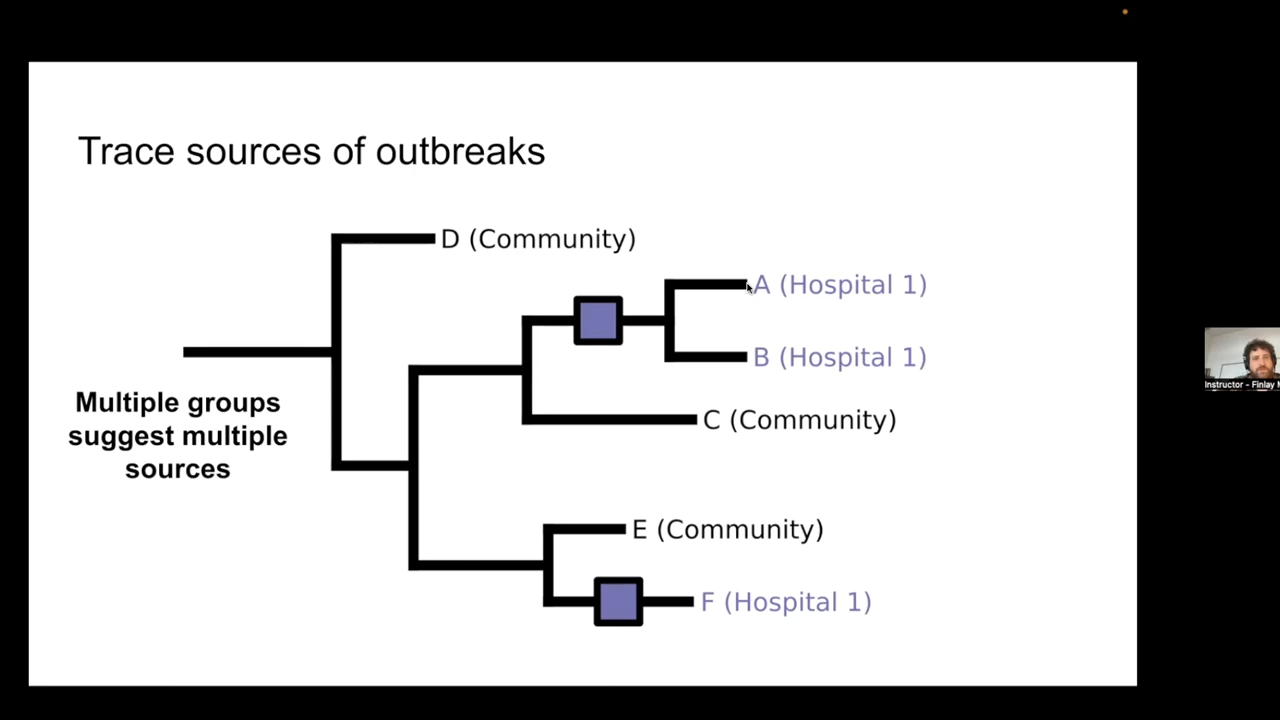 Trace sources of outbreaks
D (Community)
A (Hospital 1)
B (Hospital 1)
Multiple groups
suggest multiple
sources
C (Community)
E (Community)
F (Hospital 1)
Instructor - Finlay M